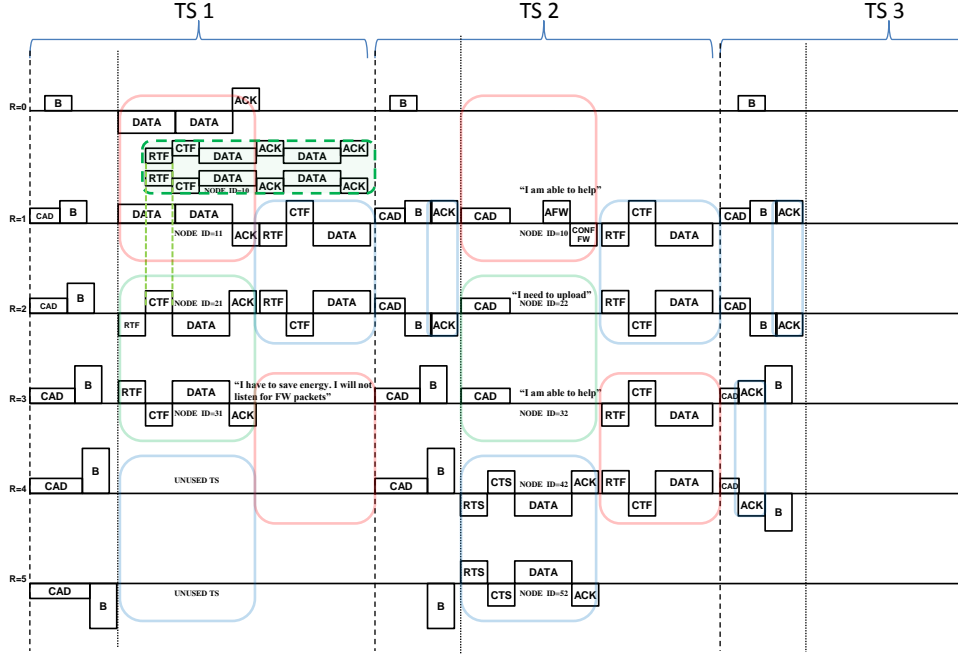 TS 1 TS 2 TS 3
R=0 B ACK B B
DATA DATA
CTF ACK ACK
RTF DATA DATA
RTF DATA DATA
CTF ACK ACK
NODE ID=10 "I am able to help"
R=1 CAD B DATA DATA CTF CAD B ACK CAD AFW CTF CAD B ACK
NODE ID=11 ACK RTF DATA NODE ID=10 CONF FW RTF DATA
"I need to upload"
R=2 CAD B CTF NODE ID=21 ACK RTF DATA CAD CAD NODE ID=22 RTF DATA CAD
RTF DATA CTF B ACK CTF B ACK
R=3 CAD B RTF DATA "I have to save energy. I will not CAD B CAD "I am able to help" CTF CAD ACK B
listen for FW packets"
CTF NODE ID=31 ACK NODE ID=32 RTF DATA
R=4 CAD B UNUSED TS CAD B CTS NODE ID=42 ACK RTF DATA CAD
RTS DATA CTF ACK B
R=5 RTS DATA
CAD B UNUSED TS B CTS NODE ID=52 ACK